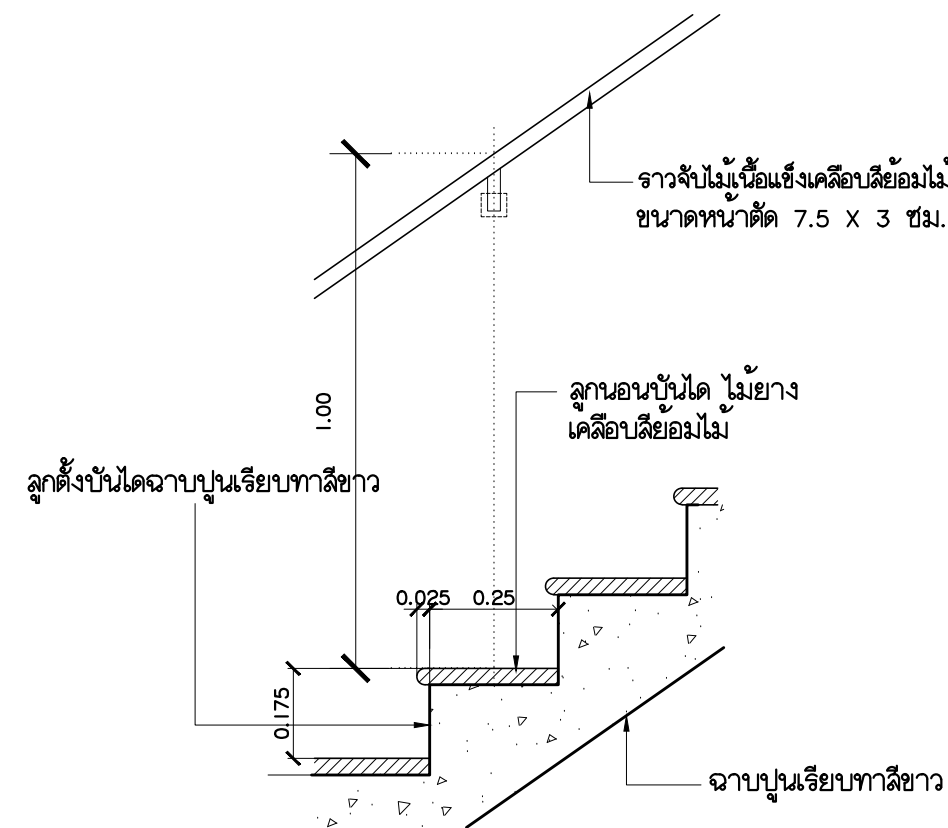 ราวจับไม้เนื้อแข็งเคลือบสีย้อมไม้
ขนาดหน้าตัด 7.5 X 3 ซม.
1.00
ลูกนอนบันได ไม้ยาง
เคลือบสีย้อมไม้
ลูกตั้งบันไดฉาบปูนเรียบทาสีขาว
0.025 0.25
0.175
ฉาบปูนเรียบทาสีขาว